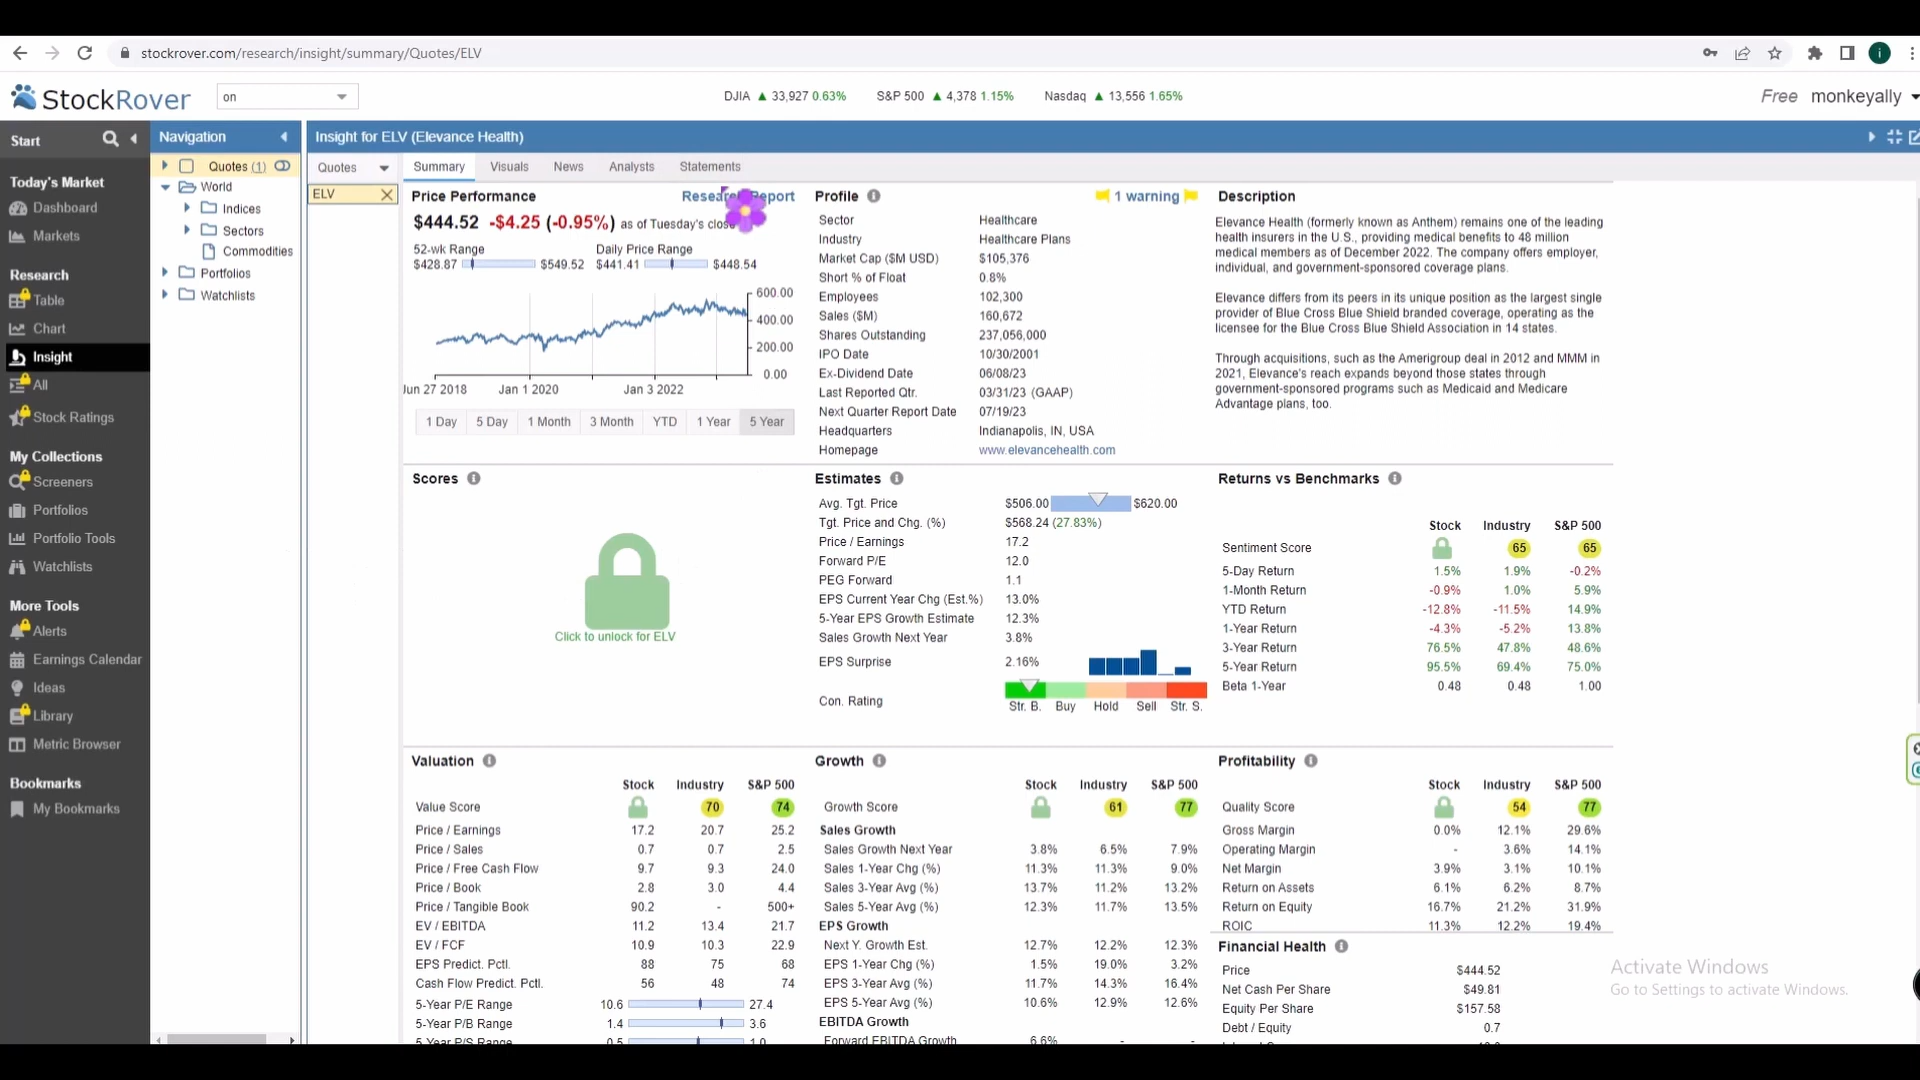 stockrover.com/research/insight/summary/Quotes/ELV
i
StockRover
on
DJIA ▲ 33,927 0.63% S&P 500 ▲ 4,378 1.15% Nasdaq ▲ 13,556 1.65%
Free monkeyally
Start
Today's Market
Dashboard
Markets
Research
Table
Chart
Insight
All
Stock Ratings
My Collections
Screeners
Portfolios
Portfolio Tools
Watchlists
More Tools
Alerts
Earnings Calendar
Ideas
Library
Metric Browser
Bookmarks
My Bookmarks
Navigation
Quotes (1)
World
Indices
Sectors
Commodities
Portfolios
Watchlists
Insight for ELV (Elevance Health)
Quotes
ELV
Summary Visuals News Analysts Statements
Price Performance
$444.52 -$4.25 (-0.95%) as of Tuesday's close
52-wk Range Daily Price Range
$428.87 $549.52 $441.41 $448.54
600.00
400.00
200.00
0.00
Jun 27 2018 Jan 1 2020 Jan 3 2022
1 Day 5 Day 1 Month 3 Month YTD 1 Year 5 Year
Profile 1 warning
Sector Healthcare
Industry Healthcare Plans
Market Cap ($M USD) $105,376
Short % of Float 0.8%
Employees 102,300
Sales ($M) 160,672
Shares Outstanding 237,056,000
IPO Date 10/30/2001
Ex-Dividend Date 06/08/23
Last Reported Qtr. 03/31/23 (GAAP)
Next Quarter Report Date 07/19/23
Headquarters Indianapolis, IN, USA
Homepage www.elevancehealth.com
Description
Elevance Health (formerly known as Anthem) remains one of the leading
health insurers in the U.S., providing medical benefits to 48 million
medical members as of December 2022. The company offers employer,
individual, and government-sponsored coverage plans.
Elevance differs from its peers in its unique position as the largest single
provider of Blue Cross Blue Shield branded coverage, operating as the
licensee for the Blue Cross Blue Shield Association in 14 states.
Through acquisitions, such as the Amerigroup deal in 2012 and MMM in
2021, Elevance's reach expands beyond those states through
government-sponsored programs such as Medicaid and Medicare
Advantage plans, too.
Scores
Click to unlock for ELV
Estimates
Avg. Tgt. Price $506.00 $620.00
Tgt. Price and Chg. (%) $568.24 (27.83%)
Price / Earnings 17.2
Forward P/E 12.0
PEG Forward 1.1
EPS Current Year Chg (Est.%) 13.0%
5-Year EPS Growth Estimate 12.3%
Sales Growth Next Year 3.8%
EPS Surprise 2.16%
Con. Rating
Str. B. Buy Hold Sell Str. S.
Returns vs Benchmarks
Stock Industry S&P 500
Sentiment Score 65 65
5-Day Return 1.5% 1.9% -0.2%
1-Month Return -0.9% 1.0% 5.9%
YTD Return -12.8% -11.5% 14.9%
1-Year Return -4.3% -5.2% 13.8%
3-Year Return 76.5% 47.8% 48.6%
5-Year Return 95.5% 69.4% 75.0%
Beta 1-Year 0.48 0.48 1.00
Valuation
Stock Industry S&P 500
Value Score 70 74
Price / Earnings 17.2 20.7 25.2
Price / Sales 0.7 0.7 2.5
Price / Free Cash Flow 9.7 9.3 24.0
Price / Book 2.8 3.0 4.4
Price / Tangible Book 90.2 - 500+
EV / EBITDA 11.2 13.4 21.7
EV / FCF 10.9 10.3 22.9
EPS Predict. Pctl. 88 75 68
Cash Flow Predict. Pctl. 56 48 74
5-Year P/E Range 10.6 27.4
5-Year P/B Range 1.4 3.6
5-Year P/S Range 0.5 1.0
Growth
Stock Industry S&P 500
Growth Score 61 77
Sales Growth
Sales Growth Next Year 3.8% 6.5% 7.9%
Sales 1-Year Chg (%) 11.3% 11.3% 9.0%
Sales 3-Year Avg (%) 13.7% 11.2% 13.2%
Sales 5-Year Avg (%) 12.3% 11.7% 13.5%
EPS Growth
Next Y. Growth Est. 12.7% 12.2% 12.3%
EPS 1-Year Chg (%) 1.5% 19.0% 3.2%
EPS 3-Year Avg (%) 11.7% 14.3% 16.4%
EPS 5-Year Avg (%) 10.6% 12.9% 12.6%
EBITDA Growth
Forward EBITDA Growth 6.6% - -
Profitability
Stock Industry S&P 500
Quality Score 54 77
Gross Margin 0.0% 12.1% 29.6%
Operating Margin - 3.6% 14.1%
Net Margin 3.9% 3.1% 10.1%
Return on Assets 6.1% 6.2% 8.7%
Return on Equity 16.7% 21.2% 31.9%
ROIC 11.3% 12.2% 19.4%
Financial Health
Price $444.52
Net Cash Per Share $49.81
Equity Per Share $157.58
Debt / Equity 0.7
Activate Windows
Go to Settings to activate Windows.